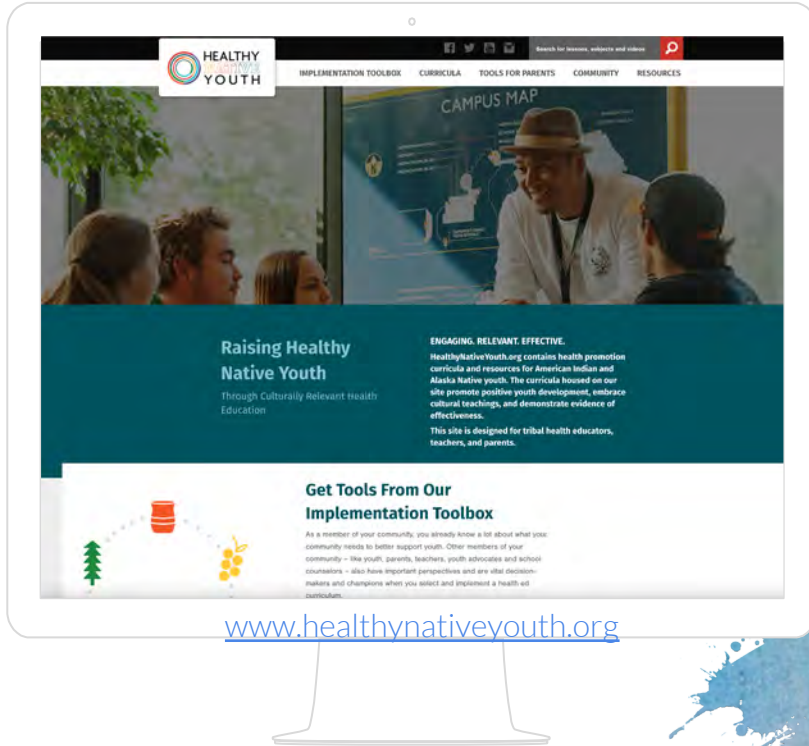 HEALTHY
NATIVE
YOUTH
Search for lessons, subjects and videos
IMPLEMENTATION TOOLBOX CURRICULA TOOLS FOR PARENTS COMMUNITY RESOURCES
CAMPUS MAP
Raising Healthy
Native Youth
Through Culturally Relevant Health
Education
ENGAGING. RELEVANT. EFFECTIVE.
HealthyNativeYouth.org contains health promotion
curricula and resources for American Indian and
Alaska Native youth. The curricula housed on our
site promote positive youth development, embrace
cultural teachings, and demonstrate evidence of
effectiveness.
This site is designed for tribal health educators,
teachers, and parents.
Get Tools From Our
Implementation Toolbox
As a member of your community, you already know a lot about what your
community needs to better support youth. Other members of your
community – like youth, parents, teachers, youth advocates and school
counselors – also have important perspectives and are vital decision-
makers and champions when you select and implement a health ed
curriculum.
www.healthynativeyouth.org